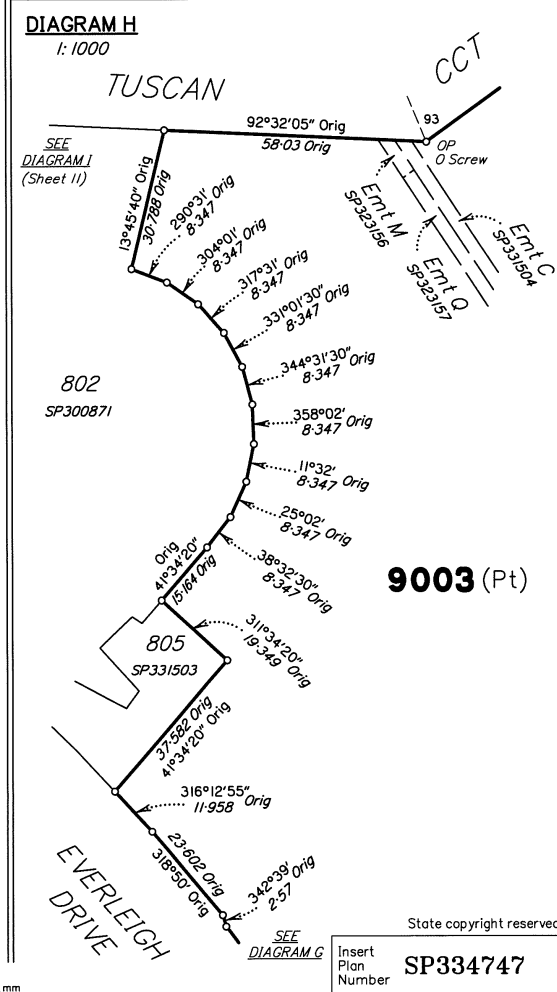 DIAGRAM H
1:1000
TUSCAN
CCT
92°32'05" Orig
58·03 Orig
93
OP
O Screw
SEE
DIAGRAM I
(Sheet 11)
13°45'40" Orig
30·788 Orig
290°31' Orig
8·347
304°01' Orig
8·347
317°31' Orig
8·347
331°01'30" Orig
8·347
344°31'30" Orig
8·347
358°02' Orig
8·347
11°32' Orig
8·347
25°02' Orig
8·347
38°32'30" Orig
8·347
Emt M
SP323156
Emt Q
SP323157
Emt C
SP331504
802
SP300871
Orig
41°34'20"
15·164 Orig
9003 (Pt)
805
SP331503
311°34'20"
19·349 Orig
37·582 Orig
41°34'20" Orig
316°12'55" Orig
11·958
23·602 Orig
318°50' Orig
342°39' Orig
2·57
EVERLEIGH
DRIVE
SEE
DIAGRAM G
State copyright reserved
Insert
Plan
Number
SP334747
mm